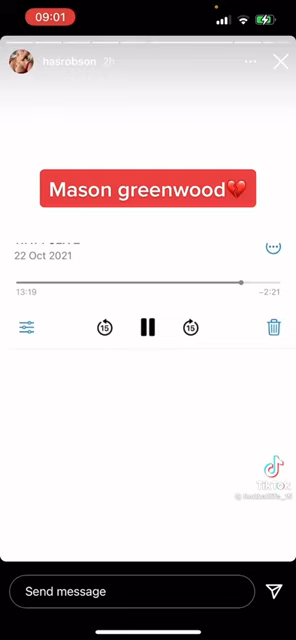 09:01
hasrobson 2h
Mason greenwood💔
22 Oct 2021
13:19
-2:21
15
15
TikTok
Send message